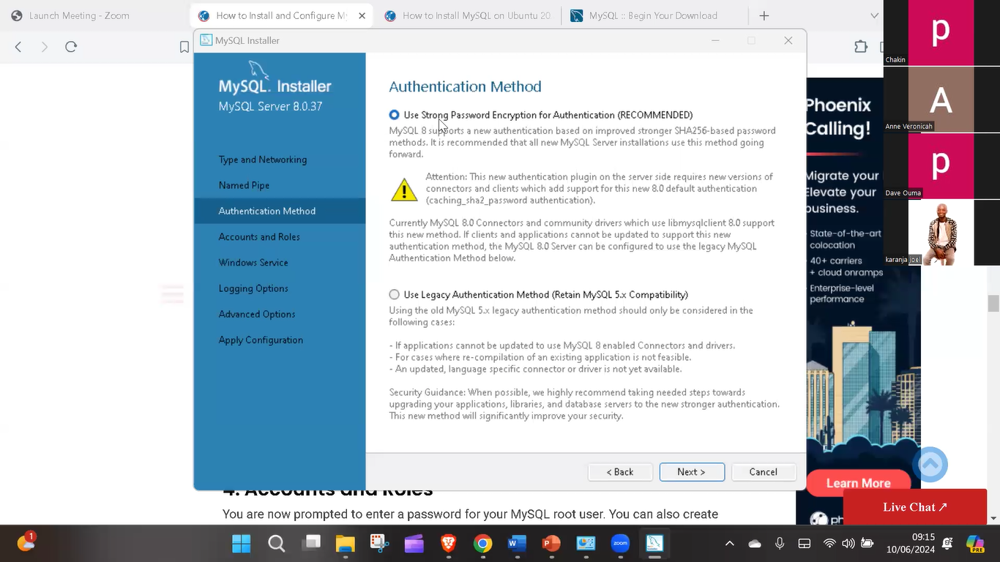 Launch Meeting - Zoom
How to Install and Configure M
How to Install MySQL on Ubuntu 20.
MySQL :: Begin Your Download
MySQL Installer
MySQL. Installer
MySQL Server 8.0.37
Type and Networking
Named Pipe
Authentication Method
Accounts and Roles
Windows Service
Logging Options
Advanced Options
Apply Configuration
Authentication Method
Use Strong Password Encryption for Authentication (RECOMMENDED)
MySQL 8 supports a new authentication based on improved stronger SHA256-based password
methods. It is recommended that all new MySQL Server installations use this method going
forward.
Attention: This new authentication plugin on the server side requires new versions of
connectors and clients which add support for this new 8.0 default authentication
(caching_sha2_password authentication).
Currently MySQL 8.0 Connectors and community drivers which use libmysqlclient 8.0 support
this new method. If clients and applications cannot be updated to support this new
authentication method, the MySQL 8.0 Server can be configured to use the legacy MySQL
Authentication Method below.
Use Legacy Authentication Method (Retain MySQL 5.x Compatibility)
Using the old MySQL 5.x legacy authentication method should only be considered in the
following cases:
- If applications cannot be updated to use MySQL 8 enabled Connectors and drivers.
- For cases where re-compilation of an existing application is not feasible.
- An updated, language specific connector or driver is not yet available.
Security Guidance: When possible, we highly recommend taking needed steps towards
upgrading your applications, libraries, and database servers to the new stronger authentication.
This new method will significantly improve your security.
< Back
Next >
Cancel
4. Accounts and Roles
You are now prompted to enter a password for your MySQL root user. You can also create
p
Chakin
A
Anne Veronicah
p
Dave Ouma
karanja joel
Phoenix
Calling!
Migrate your
Elevate your
business.
· State-of-the-art
colocation
· 40+ carriers
+ cloud onramps
· Enterprise-level
performance
Learn More
ph
Live Chat ↗
1
09:15
10/06/2024
PRE